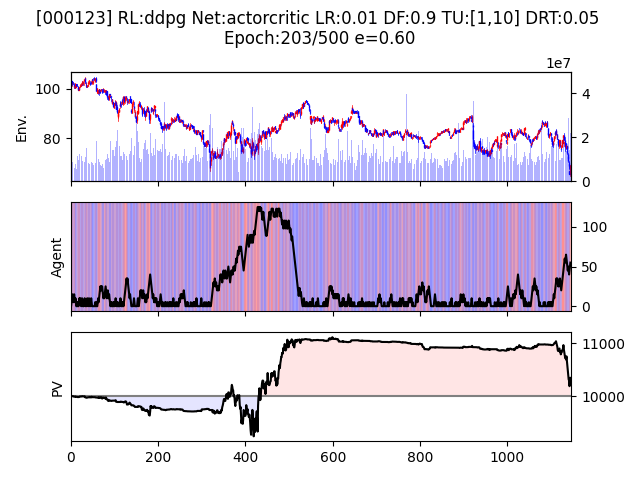 [000123] RL:ddpg Net:actorcritic LR:0.01 DF:0.9 TU:[1,10] DRT:0.05
Epoch:203/500 e=0.60
1e7
Env.
100
80
4
2
0
Agent
100
50
0
PV
11000
10000
0
200
400
600
800
1000